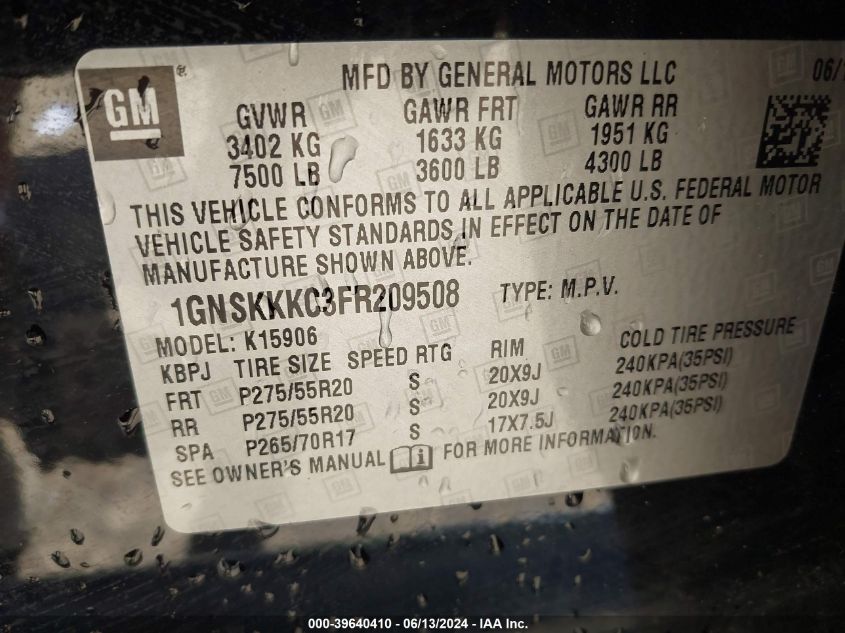 GM ®
MFD BY GENERAL MOTORS LLC
GVWR GAWR FRT GAWR RR
3402 KG 1633 KG 1951 KG
7500 LB 3600 LB 4300 LB
THIS VEHICLE CONFORMS TO ALL APPLICABLE U.S. FEDERAL MOTOR
VEHICLE SAFETY STANDARDS IN EFFECT ON THE DATE OF
MANUFACTURE SHOWN ABOVE.
1GNSKKKC3FR209508 TYPE: M.P.V.
MODEL: K15906
KBPJ TIRE SIZE SPEED RTG RIM COLD TIRE PRESSURE
FRT P275/55R20 S 20X9J 240KPA(35PSI)
RR P275/55R20 S 20X9J 240KPA(35PSI)
SPA P265/70R17 S 17X7.5J 240KPA(35PSI)
SEE OWNER'S MANUAL FOR MORE INFORMATION.
000-39640410 - 06/13/2024 - IAA Inc.